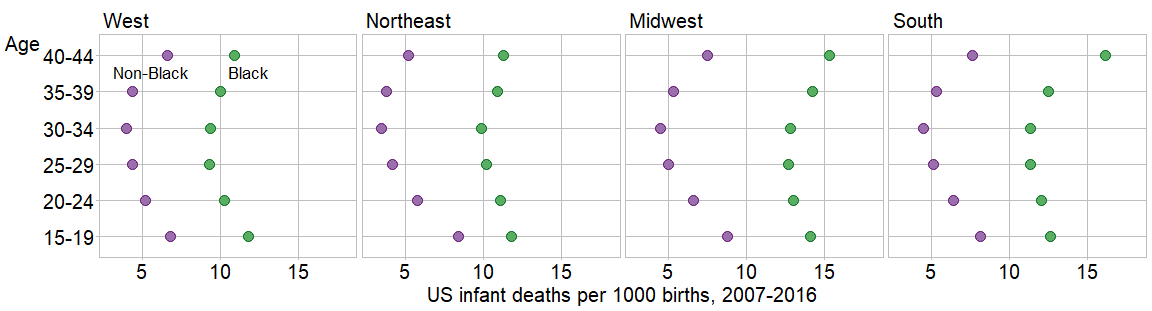 West Northeast Midwest South
Age
40-44
Non-Black Black
35-39
30-34
25-29
20-24
15-19
5 10 15 5 10 15 5 10 15 5 10 15
US infant deaths per 1000 births, 2007-2016